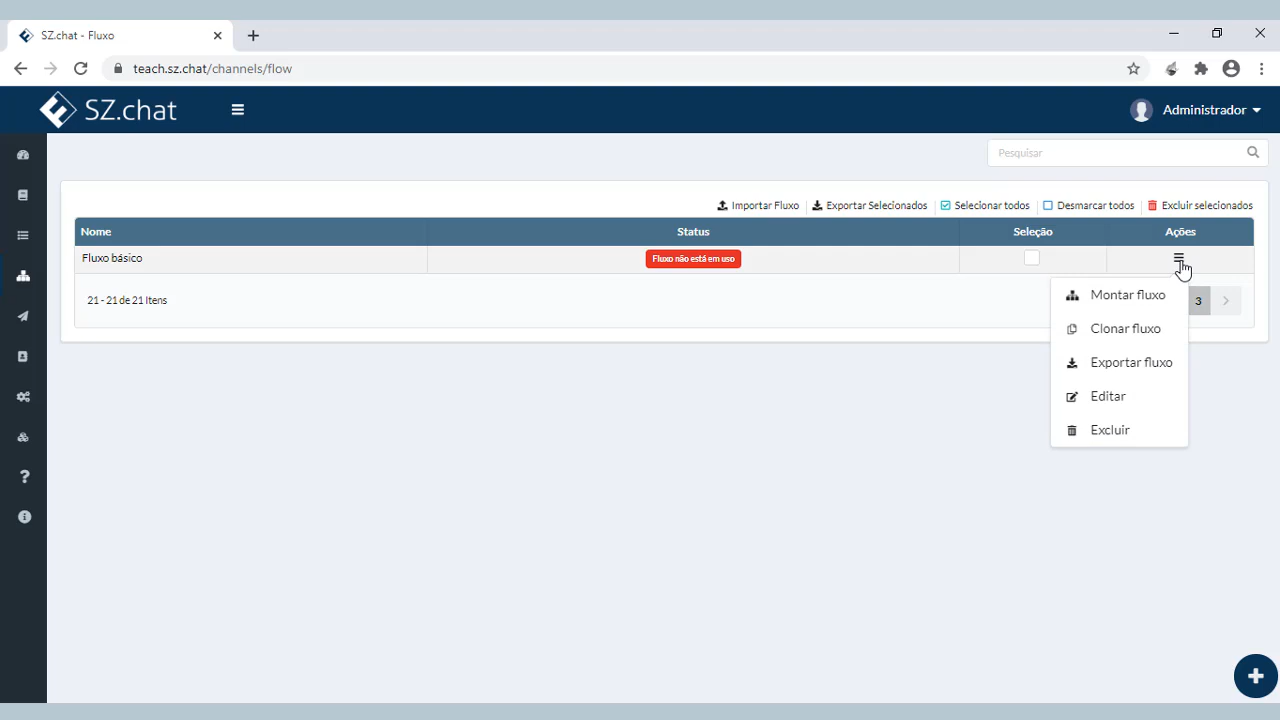 SZ.chat - Fluxo
teach.sz.chat/channels/flow
SZ.chat
Administrador
Pesquisar
Importar Fluxo
Exportar Selecionados
Selecionar todos
Desmarcar todos
Excluir selecionados
Nome
Status
Seleção
Ações
Fluxo básico
Fluxo não está em uso
21 - 21 de 21 Itens
3
Montar fluxo
Clonar fluxo
Exportar fluxo
Editar
Excluir